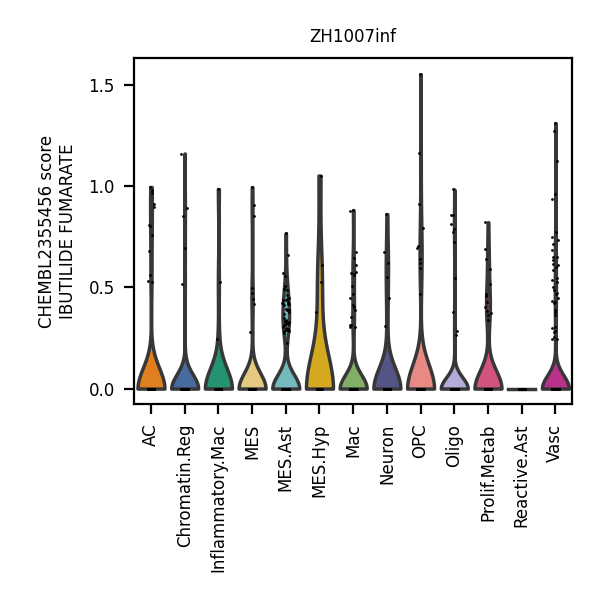 ZH1007inf
CHEMBL2355456 score
IBUTILIDE FUMARATE
1.5
1.0
0.5
0.0
AC
Chromatin.Reg
Inflammatory.Mac
MES
MES.Ast
MES.Hyp
Mac
Neuron
OPC
Oligo
Prolif.Metab
Reactive.Ast
Vasc